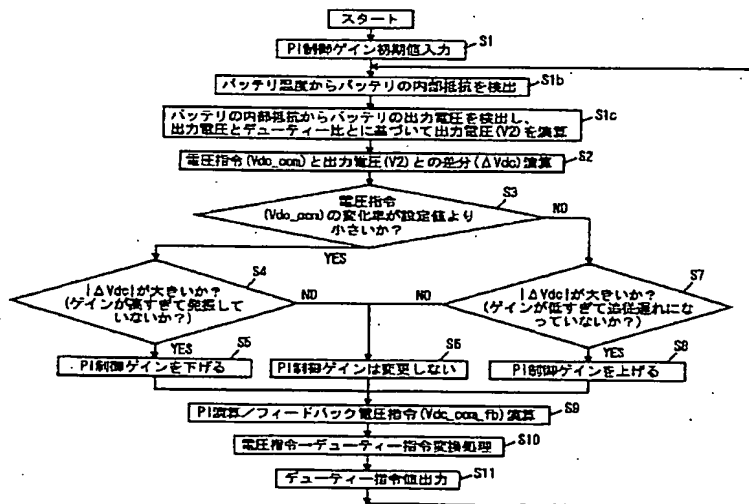 スタート
PI制御ゲイン初期値入力
S1
バッテリ温度からバッテリの内部抵抗を検出
S1b
バッテリの内部抵抗からバッテリの出力電圧を検出し、
出力電圧とデューティー比とに基づいて出力電圧(V2)を演算
S1c
電圧指令(Vdc_com)と出力電圧(V2)との差分(ΔVdc)演算
S2
電圧指令
(Vdc_com)の変化率が設定値より
小さいか?
S3
YES
NO
|ΔVdc|が大きいか?
(ゲインが高すぎて発振して
いないか?)
S4
NO
YES
|ΔVdc|が大きいか?
(ゲインが低すぎて追従遅れにな
っていないか?)
S7
NO
YES
PI制御ゲインを下げる
S5
PI制御ゲインは変更しない
S6
PI制御ゲインを上げる
S8
PI演算/フィードバック電圧指令(Vdc_com_fb)演算
S9
電圧指令→デューティー指令変換処理
S10
デューティー指令値出力
S11